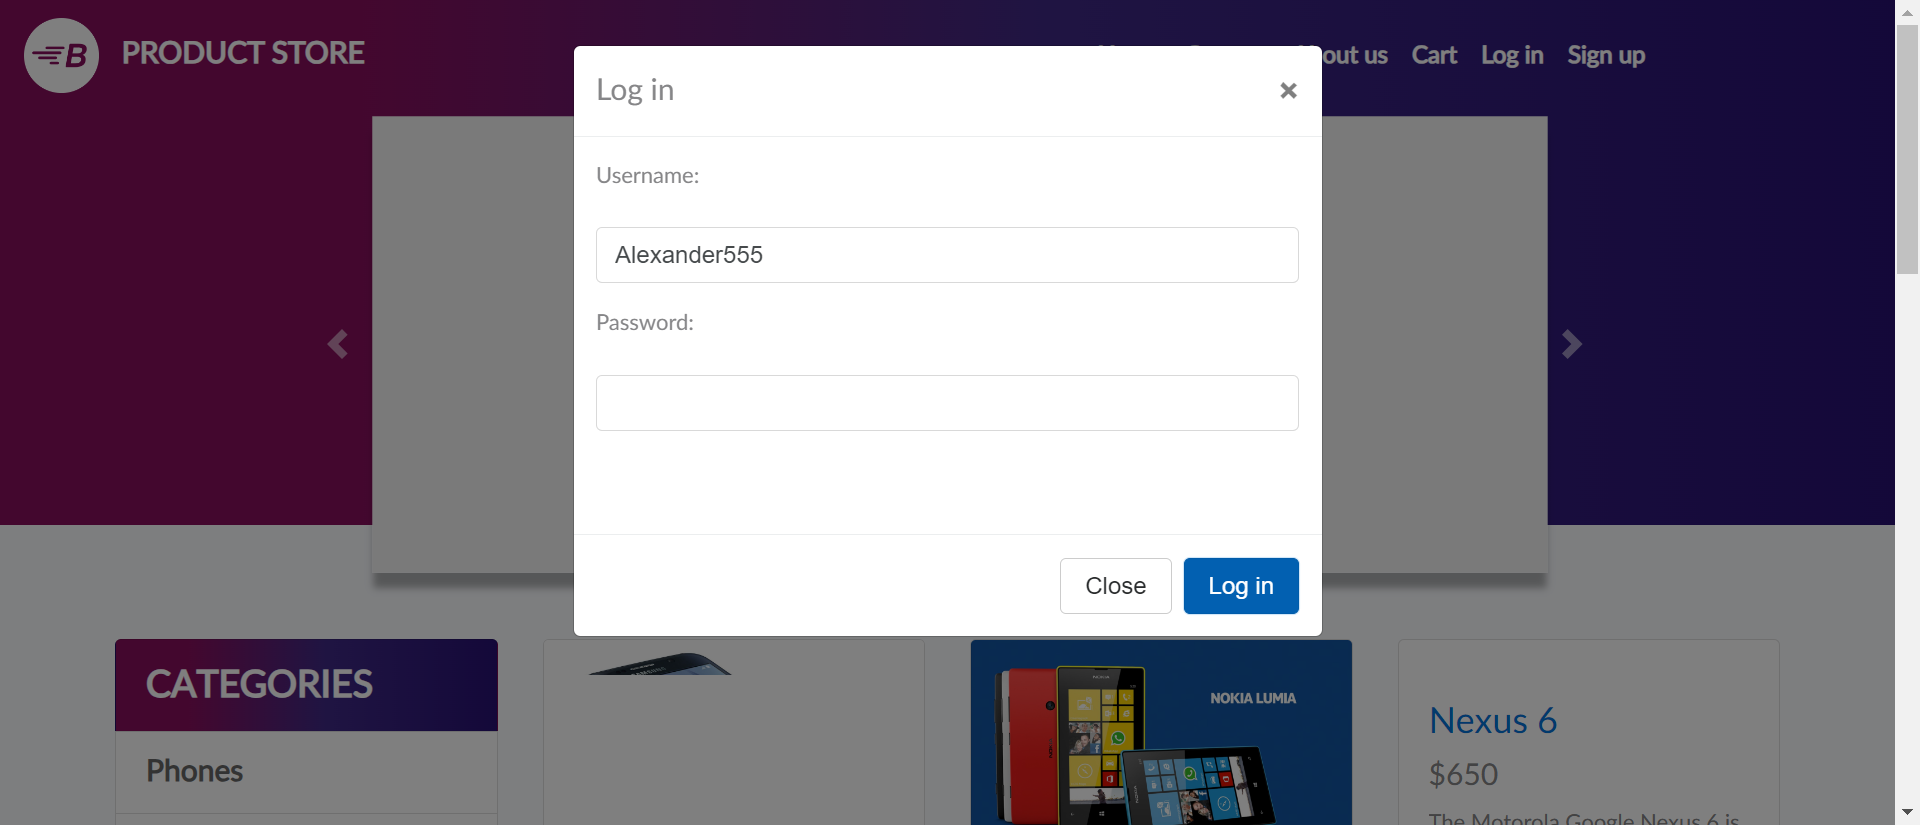 B PRODUCT STORE
out us Cart Log in Sign up
Log in
×
Username:
Alexander555
Password:
Close Log in
CATEGORIES
Phones
NOKIA LUMIA
Nexus 6
$650
The Motorola Google Nexus 6 is